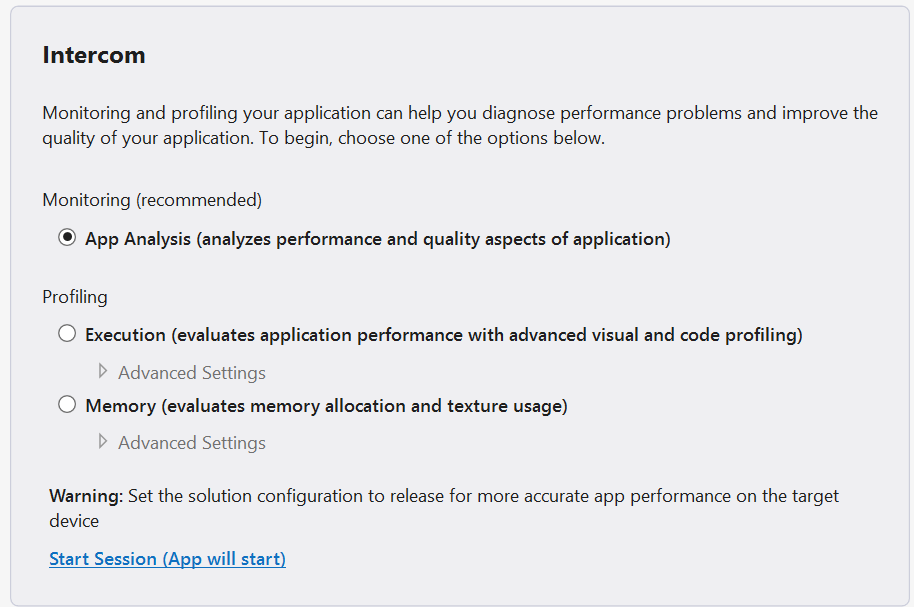 Intercom
Monitoring and profiling your application can help you diagnose performance problems and improve the
quality of your application. To begin, choose one of the options below.
Monitoring (recommended)
App Analysis (analyzes performance and quality aspects of application)
Profiling
Execution (evaluates application performance with advanced visual and code profiling)
Advanced Settings
Memory (evaluates memory allocation and texture usage)
Advanced Settings
Warning: Set the solution configuration to release for more accurate app performance on the target
device
Start Session (App will start)